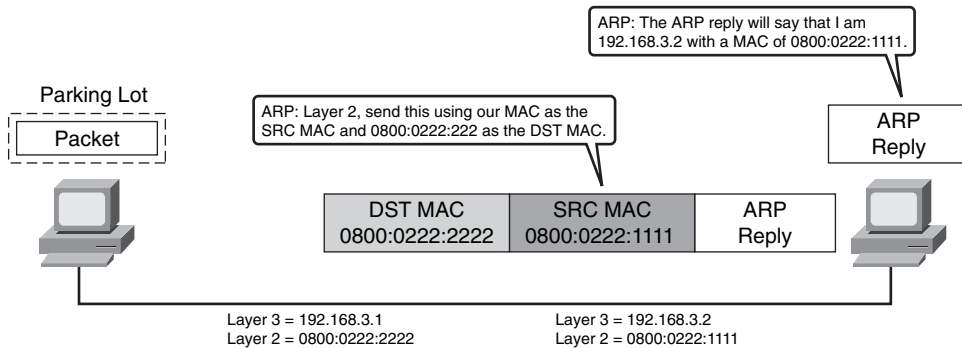 ARP: The ARP reply will say that I am
192.168.3.2 with a MAC of 0800:0222:1111.
Parking Lot
Packet
ARP: Layer 2, send this using our MAC as the
SRC MAC and 0800:0222:222 as the DST MAC.
ARP
Reply
DST MAC
0800:0222:2222
SRC MAC
0800:0222:1111
ARP
Reply
Layer 3 = 192.168.3.1
Layer 2 = 0800:0222:2222
Layer 3 = 192.168.3.2
Layer 2 = 0800:0222:1111